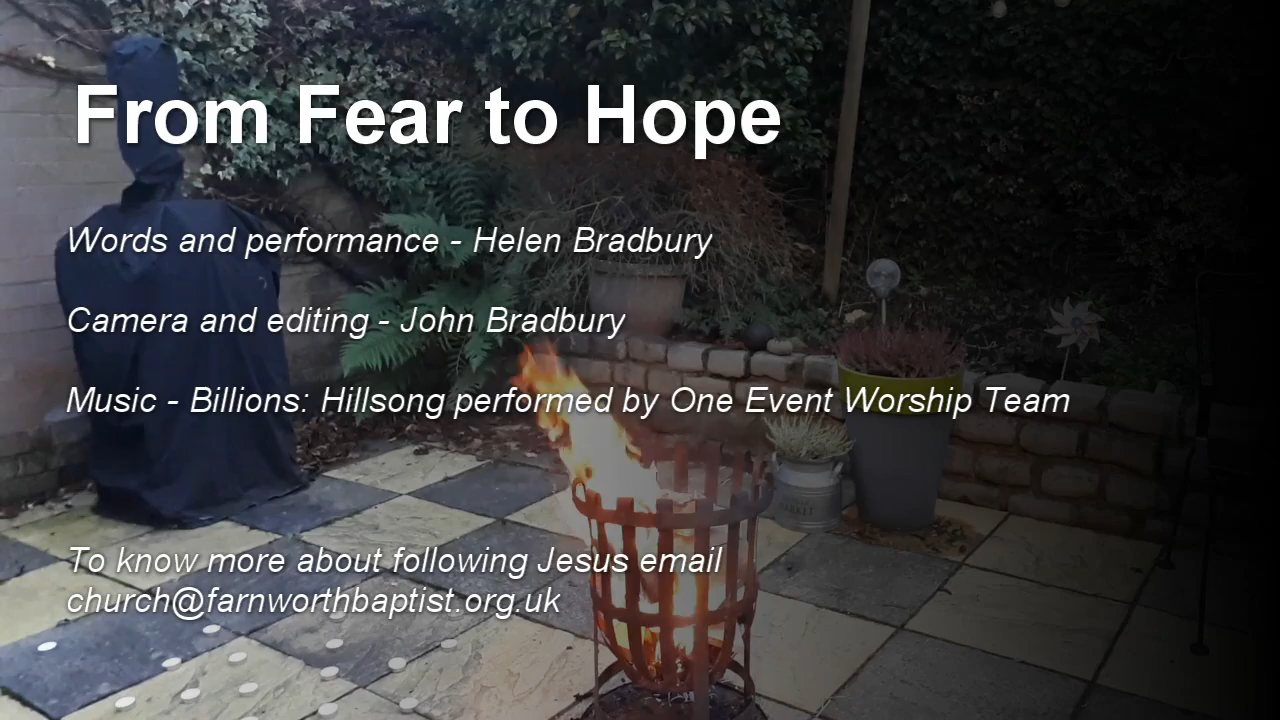 From Fear to Hope
Words and performance - Helen Bradbury
Camera and editing - John Bradbury
Music - Billions: Hillsong performed by One Event Worship Team
To know more about following Jesus email
church@farnworthbaptist.org.uk